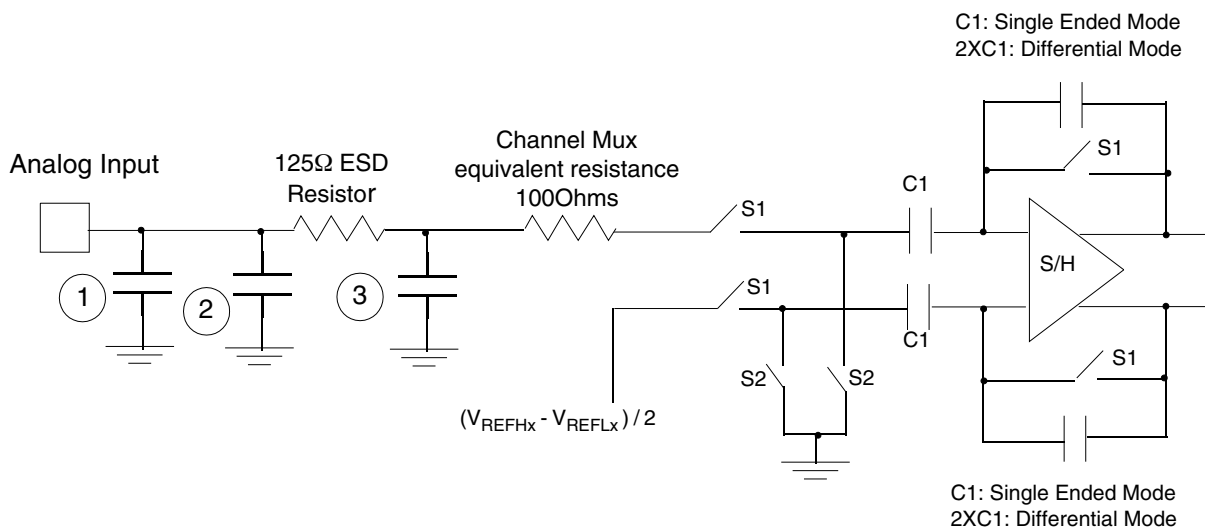 C1: Single Ended Mode
2XC1: Differential Mode
Channel Mux
equivalent resistance
100Ohms
Analog Input
125Ω ESD
Resistor
S1
C1
S1
S/H
1
2
3
S1
C1
S1
S2
S2
(VREFHx - VREFLx ) / 2
C1: Single Ended Mode
2XC1: Differential Mode